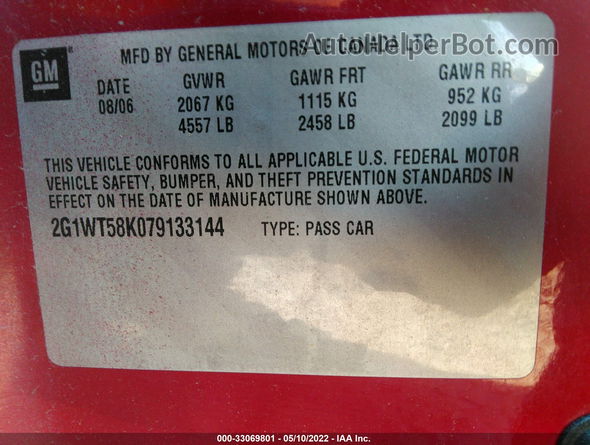 AutoHelperBot.com
GM
MFD BY GENERAL MOTORS OF CANADA LTD
DATE GVWR GAWR FRT GAWR RR
08/06 2067 KG 1115 KG 952 KG
4557 LB 2458 LB 2099 LB
THIS VEHICLE CONFORMS TO ALL APPLICABLE U.S. FEDERAL MOTOR
VEHICLE SAFETY, BUMPER, AND THEFT PREVENTION STANDARDS IN
EFFECT ON THE DATE OF MANUFACTURE SHOWN ABOVE.
2G1WT58K079133144 TYPE: PASS CAR
000-33069801 - 05/10/2022 - IAA Inc.